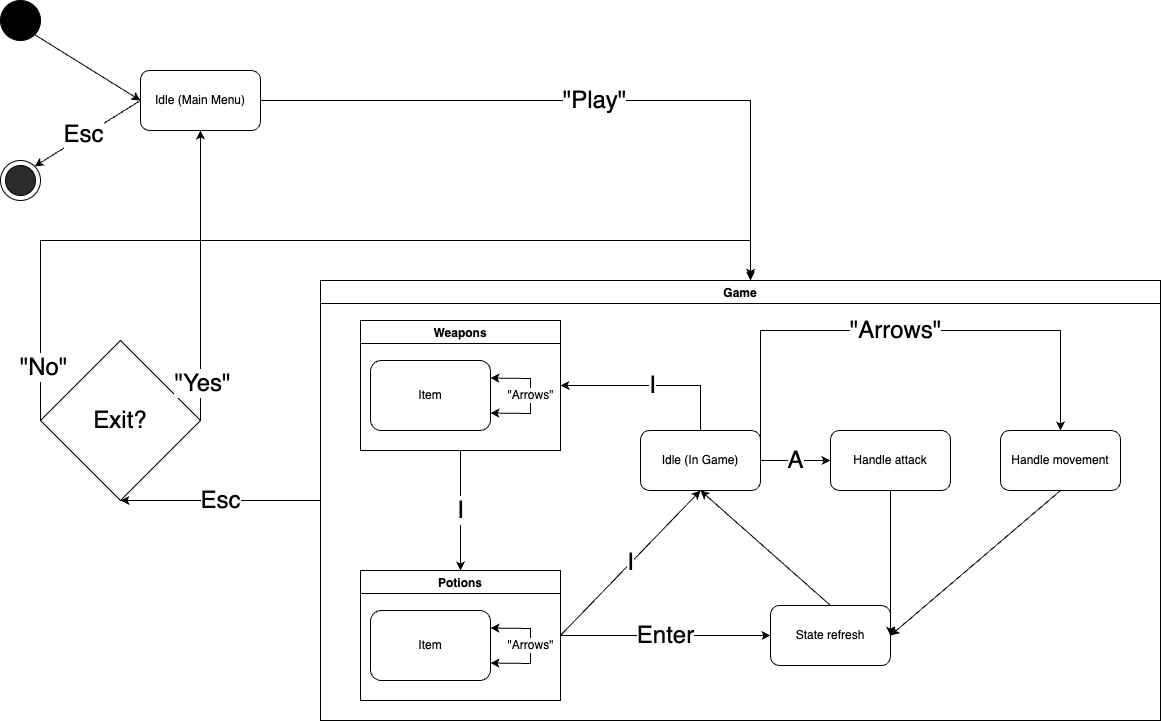 Idle (Main Menu)
"Play"
Esc
Game
Weapons
"Arrows"
Item
"Arrows"
I
"No"
"Yes"
Exit?
Idle (In Game)
A
Handle attack
Handle movement
Esc
I
I
Potions
Item
"Arrows"
Enter
State refresh